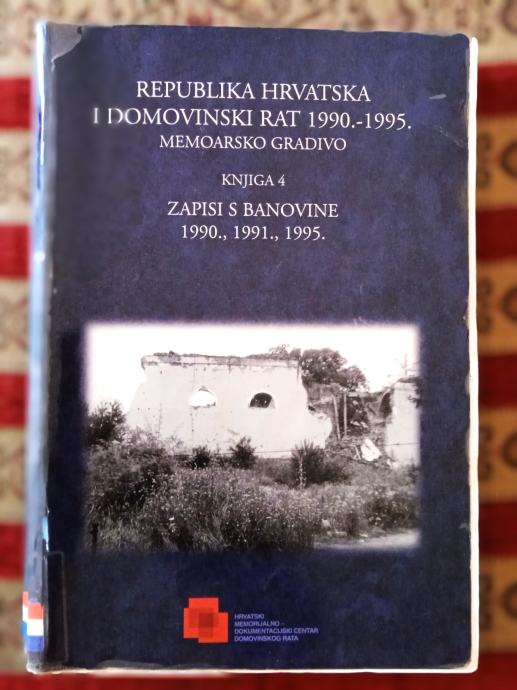 REPUBLIKA HRVATSKA
I DOMOVINSKI RAT 1990.-1995.
MEMOARSKO GRADIVO
KNJIGA 4
ZAPISI S BANOVINE
1990., 1991., 1995.
HRVATSKI
MEMORIJALNO –
DOKUMENTACIJSKI CENTAR
DOMOVINSKOG RATA